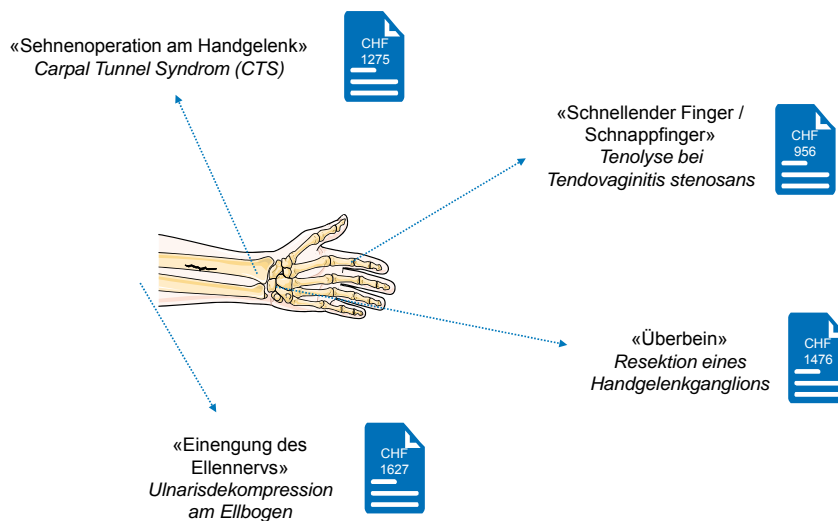 «Sehnenoperation am Handgelenk»
Carpal Tunnel Syndrom (CTS)
CHF
1275
«Schnellender Finger /
Schnappfinger»
Tenolyse bei
Tendovaginitis stenosans
CHF
956
«Überbein»
Resektion eines
Handgelenkganglions
CHF
1476
«Einengung des
Ellennervs»
Ulnarisdekompression
am Ellbogen
CHF
1627